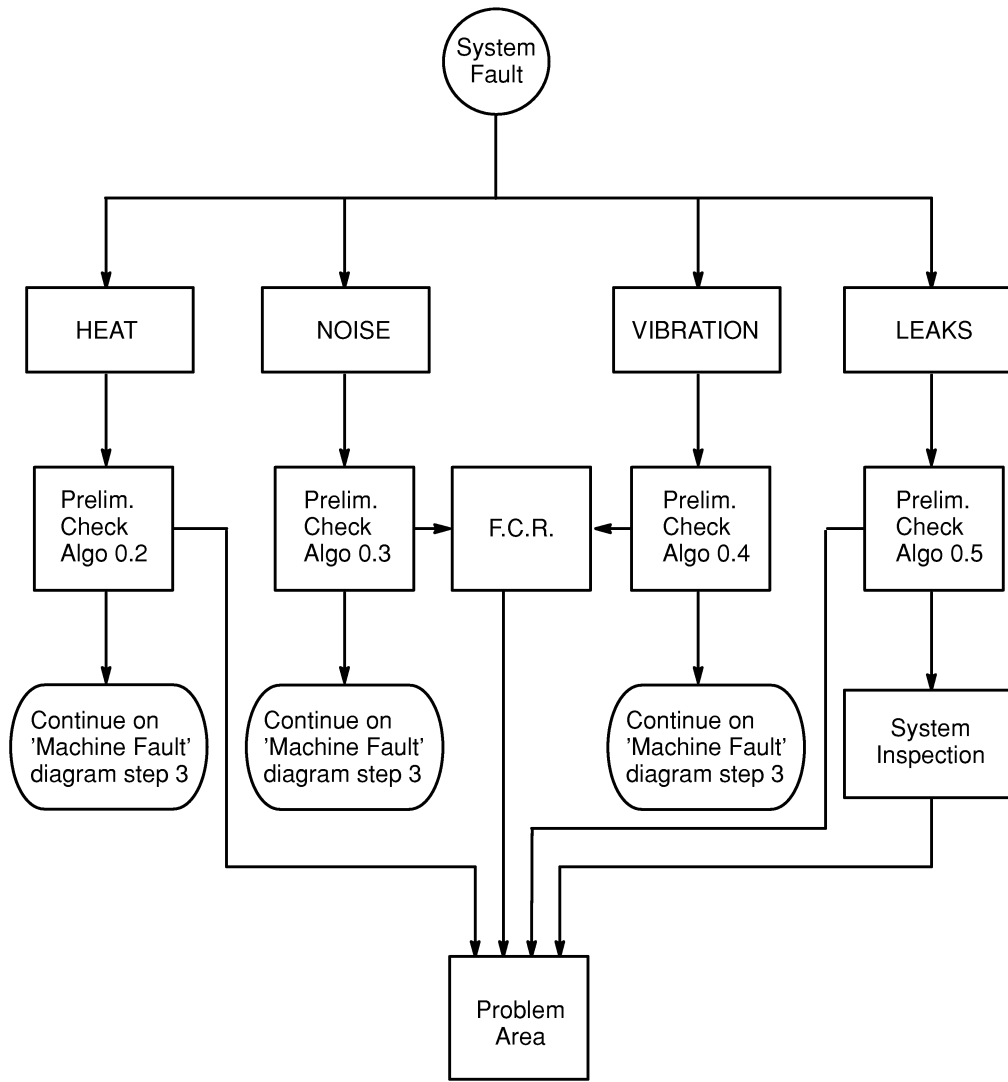 System
Fault
HEAT
NOISE
VIBRATION
LEAKS
Prelim.
Check
Algo 0.2
Prelim.
Check
Algo 0.3
F.C.R.
Prelim.
Check
Algo 0.4
Prelim.
Check
Algo 0.5
Continue on
'Machine Fault'
diagram step 3
Continue on
'Machine Fault'
diagram step 3
Continue on
'Machine Fault'
diagram step 3
System
Inspection
Problem
Area